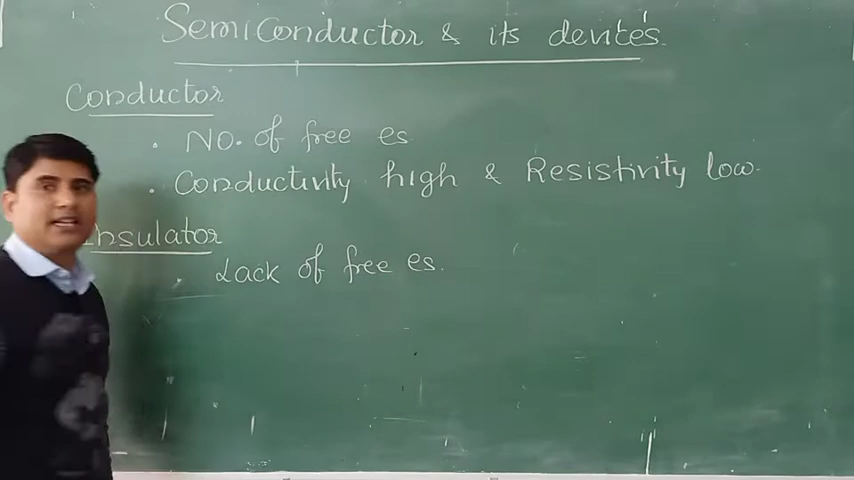 Semiconductor & its devices.
Conductor
. No. of free es
. Conductivity high & Resistivity low.
Insulator
. Lack of free es.